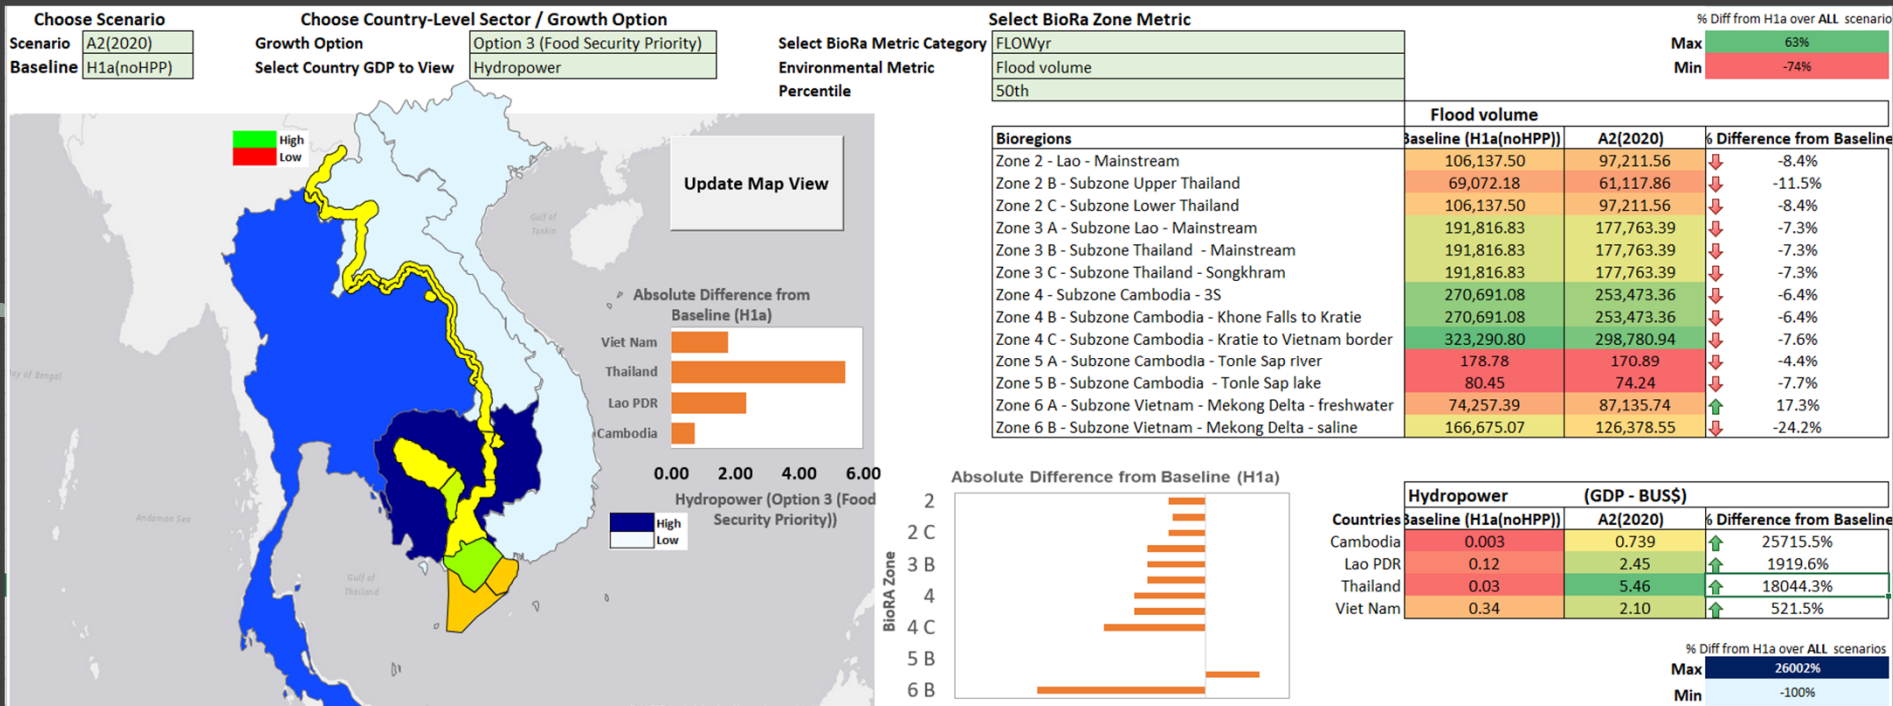 Choose Scenario
Scenario A2(2020)
Baseline H1a(noHPP)
Choose Country-Level Sector / Growth Option
Growth Option Option 3 (Food Security Priority)
Select Country GDP to View Hydropower
Select BioRa Zone Metric
Select BioRa Metric Category FLOWyr
Environmental Metric Flood volume
Percentile 50th
% Diff from H1a over ALL scenario
Max 63%
Min -74%
High
Low
Update Map View
Gulf of
Tonkin
ay of Bengal
Andaman Sea
Gulf of
Thailand
Absolute Difference from
Baseline (H1a)
Viet Nam
Thailand
Lao PDR
Cambodia
0.00 2.00 4.00 6.00
Hydropower (Option 3 (Food
Security Priority))
High
Low
Flood volume
Bioregions Baseline (H1a(noHPP)) A2(2020) % Difference from Baseline
Zone 2 - Lao - Mainstream 106,137.50 97,211.56 -8.4%
Zone 2 B - Subzone Upper Thailand 69,072.18 61,117.86 -11.5%
Zone 2 C - Subzone Lower Thailand 106,137.50 97,211.56 -8.4%
Zone 3 A - Subzone Lao - Mainstream 191,816.83 177,763.39 -7.3%
Zone 3 B - Subzone Thailand - Mainstream 191,816.83 177,763.39 -7.3%
Zone 3 C - Subzone Thailand - Songkhram 191,816.83 177,763.39 -7.3%
Zone 4 - Subzone Cambodia - 3S 270,691.08 253,473.36 -6.4%
Zone 4 B - Subzone Cambodia - Khone Falls to Kratie 270,691.08 253,473.36 -6.4%
Zone 4 C - Subzone Cambodia - Kratie to Vietnam border 323,290.80 298,780.94 -7.6%
Zone 5 A - Subzone Cambodia - Tonle Sap river 178.78 170.89 -4.4%
Zone 5 B - Subzone Cambodia - Tonle Sap lake 80.45 74.24 -7.7%
Zone 6 A - Subzone Vietnam - Mekong Delta - freshwater 74,257.39 87,135.74 17.3%
Zone 6 B - Subzone Vietnam - Mekong Delta - saline 166,675.07 126,378.55 -24.2%
Absolute Difference from Baseline (H1a)
BioRA Zone
2
2 C
3 B
4
4 C
5 B
6 B
Hydropower (GDP - BUS$)
Countries Baseline (H1a(noHPP)) A2(2020) % Difference from Baseline
Cambodia 0.003 0.739 25715.5%
Lao PDR 0.12 2.45 1919.6%
Thailand 0.03 5.46 18044.3%
Viet Nam 0.34 2.10 521.5%
% Diff from H1a over ALL scenarios
Max 26002%
Min -100%